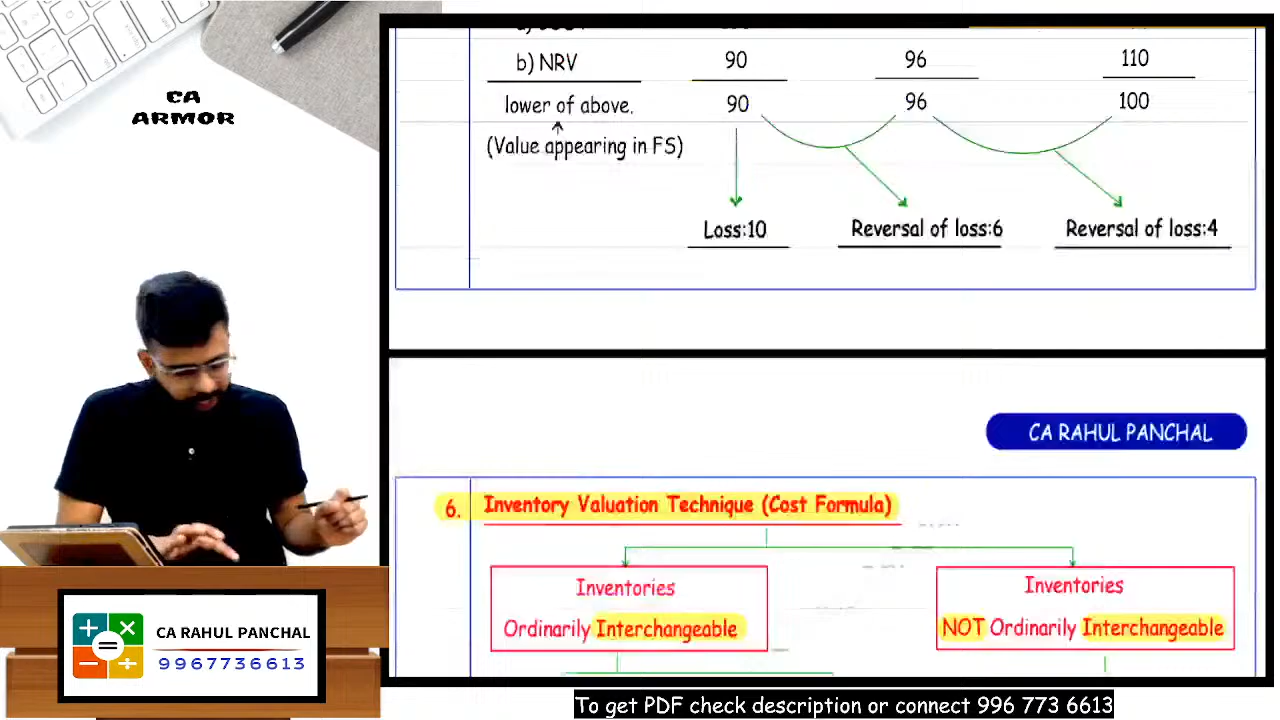 CA
ARMOR
b) NRV 90 96 110
lower of above. 90 96 100
(Value appearing in FS)
Loss:10 Reversal of loss:6 Reversal of loss:4
CA RAHUL PANCHAL
6. Inventory Valuation Technique (Cost Formula)
Inventories
Ordinarily Interchangeable
Inventories
NOT Ordinarily Interchangeable
CA RAHUL PANCHAL
9967736613
To get PDF check description or connect 996 773 6613